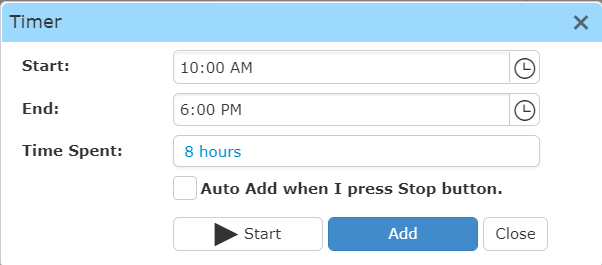 Timer
Start:
10:00 AM
End:
6:00 PM
Time Spent:
8 hours
Auto Add when I press Stop button.
Start Add Close